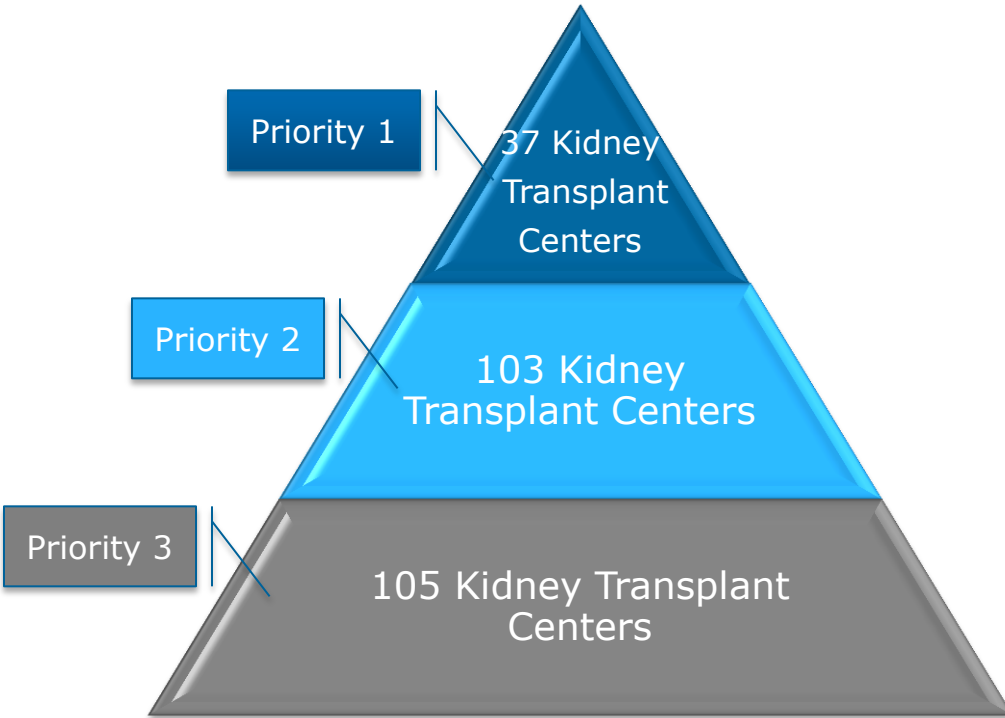 Priority 1
37 Kidney
Transplant
Centers
Priority 2
103 Kidney
Transplant Centers
Priority 3
105 Kidney Transplant
Centers